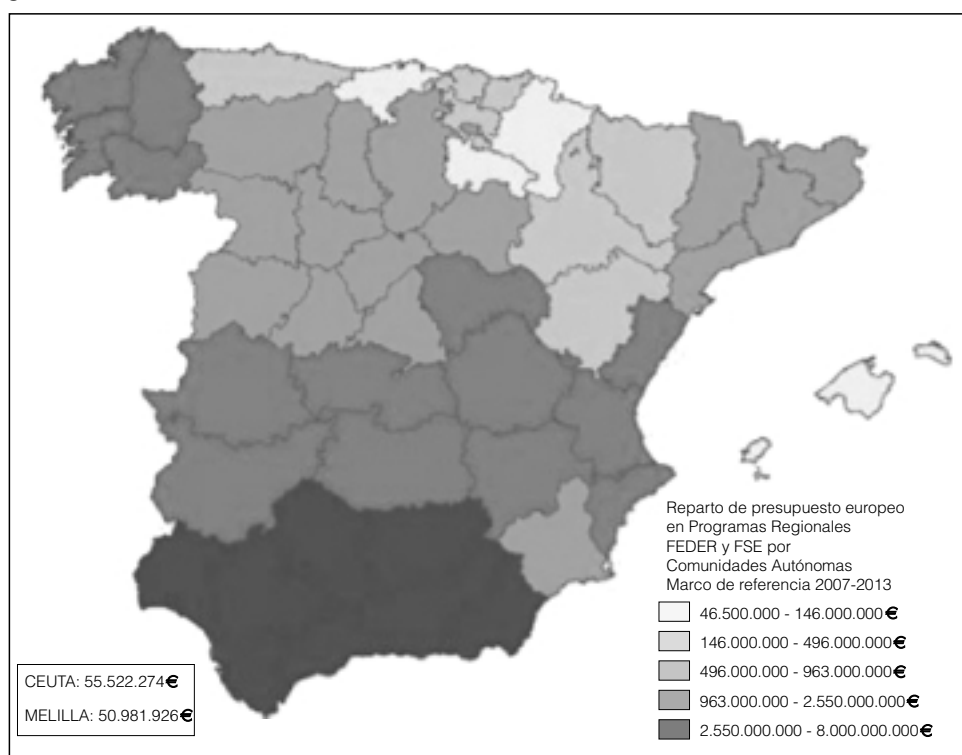 Reparto de presupuesto europeo
en Programas Regionales
FEDER y FSE por
Comunidades Autónomas
Marco de referencia 2007-2013
46.500.000 - 146.000.000€
146.000.000 - 496.000.000€
496.000.000 - 963.000.000€
963.000.000 - 2.550.000.000€
2.550.000.000 - 8.000.000.000€
CEUTA: 55.522.274€
MELILLA: 50.981.926€